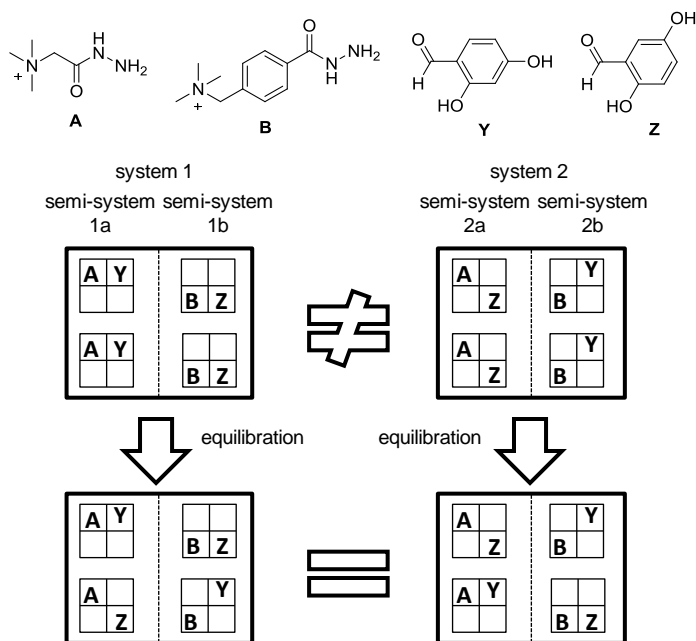 N
+
O
H
N
NH₂
A
N
+
O
N
H
NH₂
B
O
OH
OH
Y
OH
O
HO
Z
system 1
system 2
semi-system semi-system
semi-system semi-system
1a 1b
2a 2b
A Y
B Z
A Z
Y B
A Y
B Z
A Z
Y B
equilibration
equilibration
A Y
B Z
A Z
Y B
A Z
Y B
A Y
B Z